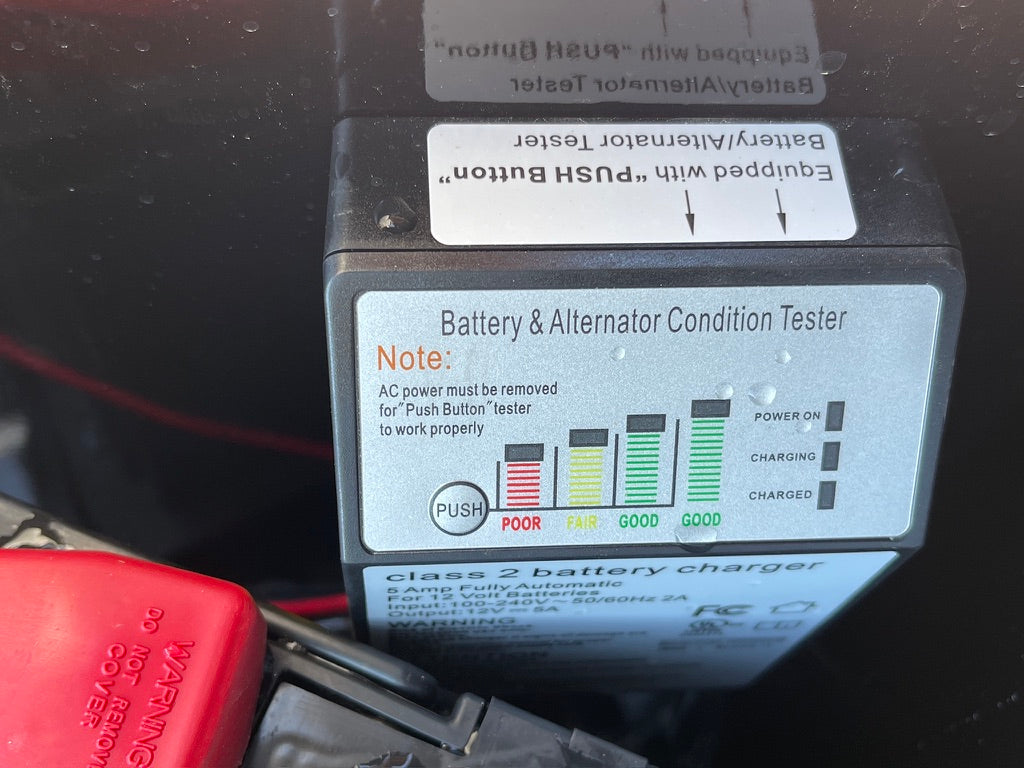 Battery/Alternator Tester
Equipped with "PUSH Button"
Battery/Alternator Tester
Equipped with "PUSH Button"
Battery & Alternator Condition Tester
Note:
AC power must be removed
for "Push Button" tester
to work properly
PUSH
POOR
FAIR
GOOD
GOOD
POWER ON
CHARGING
CHARGED
class 2 battery charger
5 Amp Fully Automatic
For 12 Volt Batteries
Input:100-240V~50/60Hz 2A
Output:12V⎓5A
WARNING
FCC
WARNING
DO NOT REMOVE
COVER